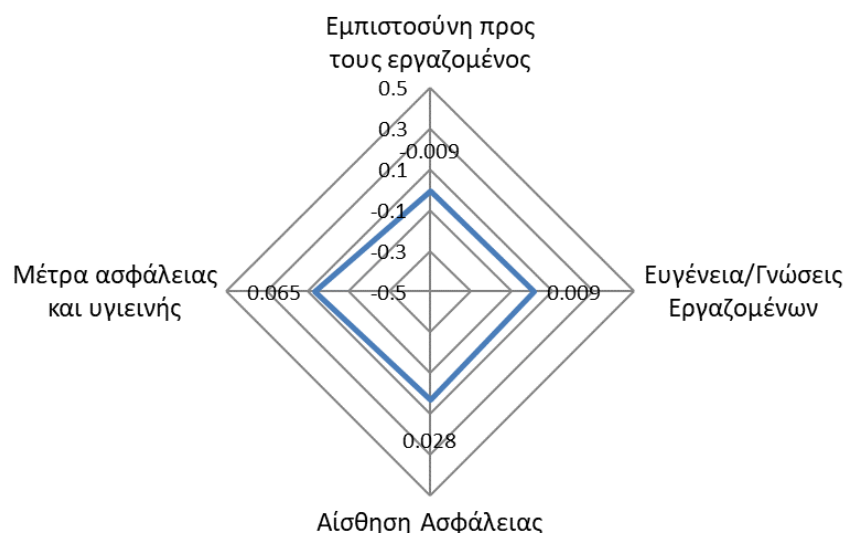 Εμπιστοσύνη προς
τους εργαζομένος
0.5
0.3
-0.009
0.1
-0.1
-0.3
Μέτρα ασφάλειας
και υγιεινής
0.065
-0.5
0.009
Ευγένεια/Γνώσεις
Εργαζομένων
0.028
Αίσθηση Ασφάλειας